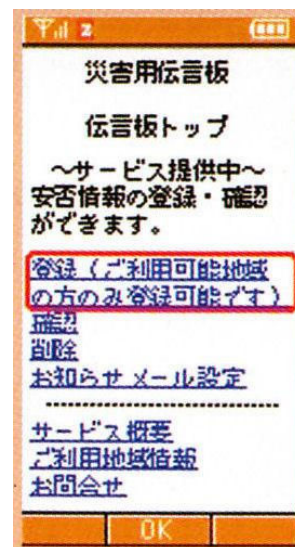 災害用伝言板
伝言板トップ
～サービス提供中～
安否情報の登録・確認
ができます。
登録（ご利用可能地域
の方のみ登録可能です）
確認
削除
お知らせメール設定
サービス概要
ご利用地域情報
お問合せ
OK